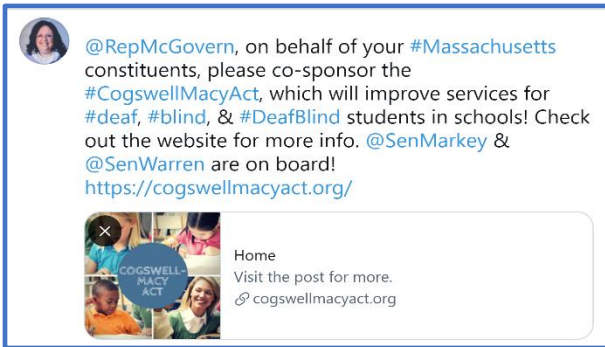 @RepMcGovern, on behalf of your #Massachusetts
constituents, please co-sponsor the
#CogswellMacyAct, which will improve services for
#deaf, #blind, & #DeafBlind students in schools! Check
out the website for more info. @SenMarkey &
@SenWarren are on board!
https://cogswellmacyact.org/
COGSWELL-
MACY
ACT
Home
Visit the post for more.
cogswellmacyact.org